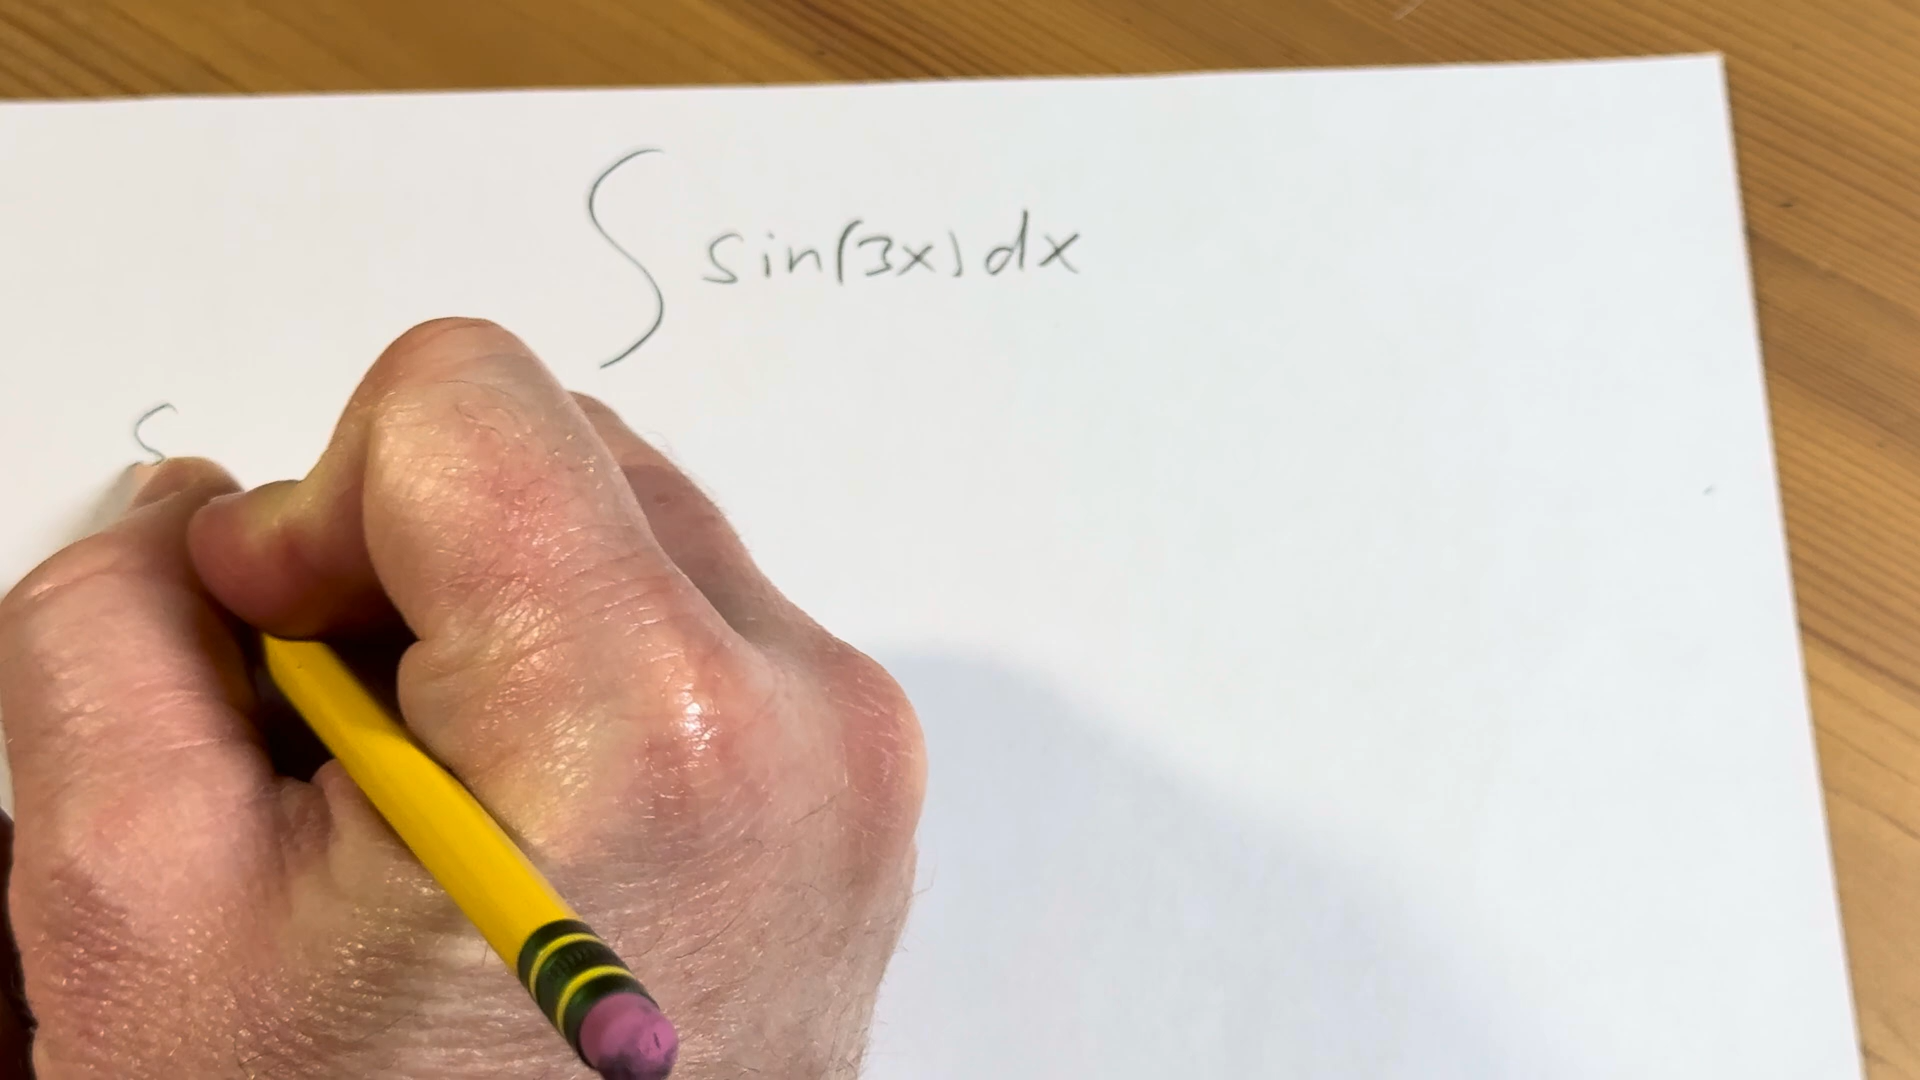 ∫ sin(3x) dx
S